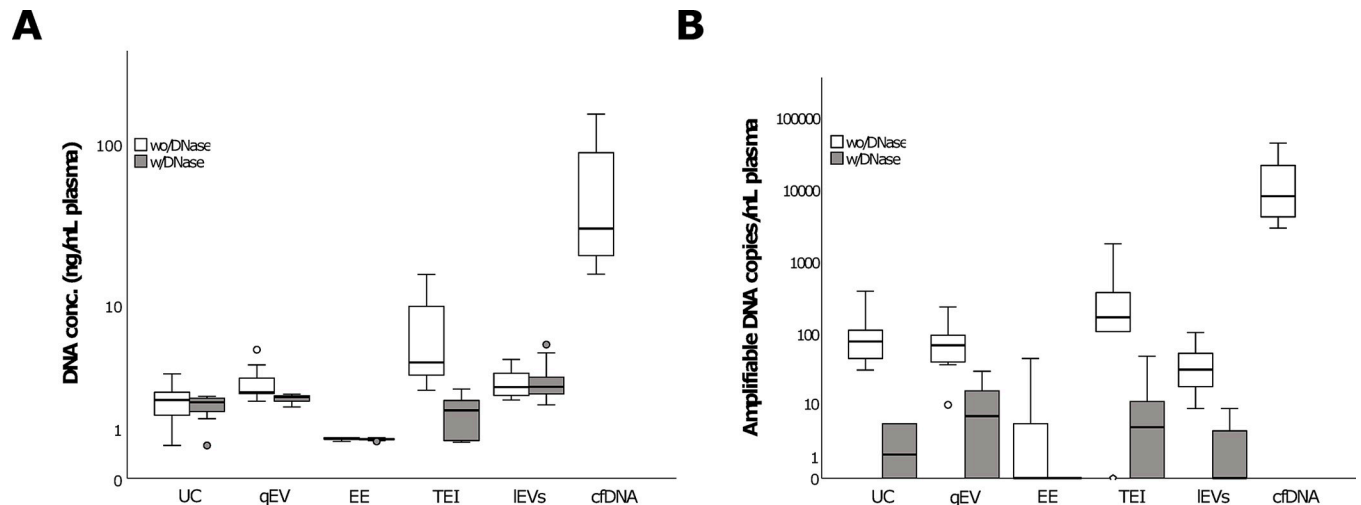 A
DNA conc. (ng/mL plasma)
100
10
1
0
wo/DNase
w/DNase
UC qEV EE TEI lEVs cfDNA
B
Amplifiable DNA copies/mL plasma
100000
10000
1000
100
10
1
0
wo/DNase
w/DNase
UC qEV EE TEI lEVs cfDNA